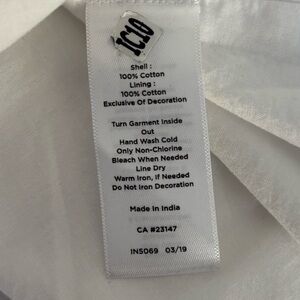 IC10
Shell :
100% Cotton
Lining :
100% Cotton
Exclusive Of Decoration
Turn Garment Inside
Out
Hand Wash Cold
Only Non-Chlorine
Bleach When Needed
Line Dry
Warm Iron, if Needed
Do Not Iron Decoration
Made In India
CA #23147
IN5069 03/19